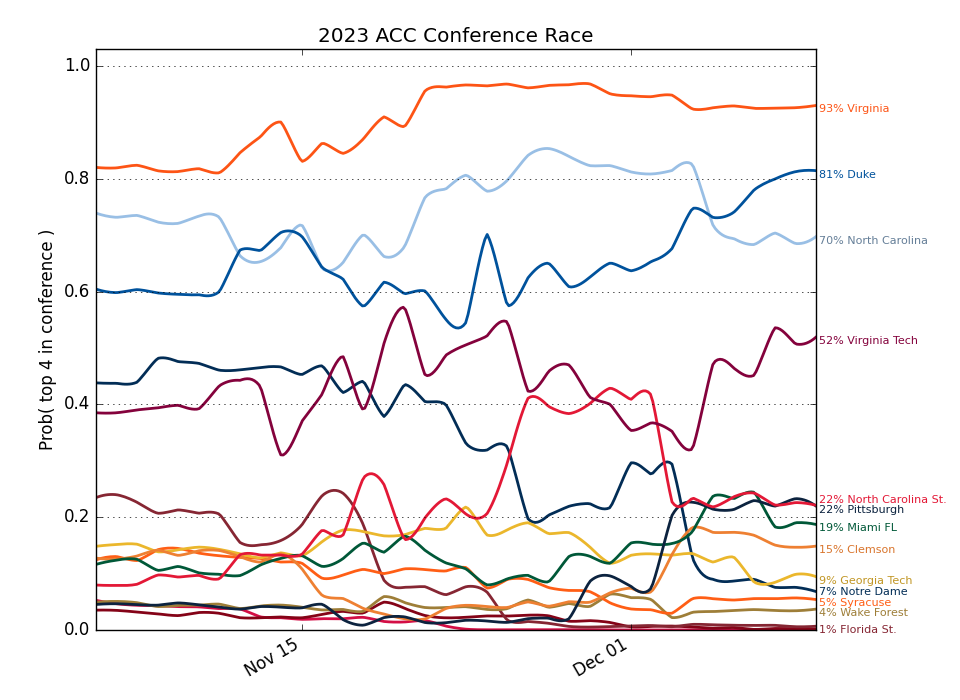 2023 ACC Conference Race
Prob( top 4 in conference )
1.0
0.8
0.6
0.4
0.2
0.0
Nov 15
Dec 01
93% Virginia
81% Duke
70% North Carolina
52% Virginia Tech
22% North Carolina St.
22% Pittsburgh
19% Miami FL
15% Clemson
9% Georgia Tech
7% Notre Dame
5% Syracuse
4% Wake Forest
1% Florida St.